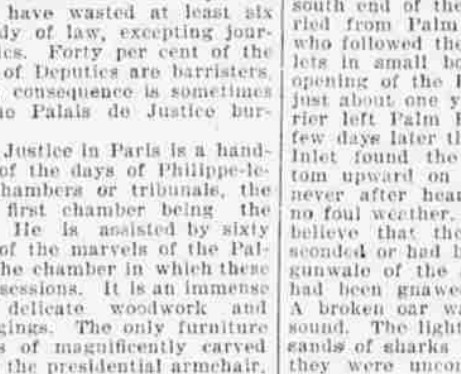 have wasted at least six
dy of law, excepting jour-
ics. Forty per cent of the
of Deputies are barristers,
consequence is sometimes
Palais de Justice bur-
Justice in Paris is a hand-
of the days of Philippe-le-
hambers or tribunals, the
first chamber being the
He is assisted by sixty
of the marvels of the Pal-
he chamber in which these
sessions. It is an immense
delicate woodwork and
gings. The only furniture
s of magnificently carved
the presidential armchair,
south end of the
ried from Palm
who followed the
lets in small bo
opening of the
just about one y
rier left Palm
few days later th
Inlet found the
tom upward on
never after hear
no foul weather.
believe that the
sconded or had b
gunwale of the
had been gnawe
A broken oar wa
sound. The light
sands of sharks
they were uncon